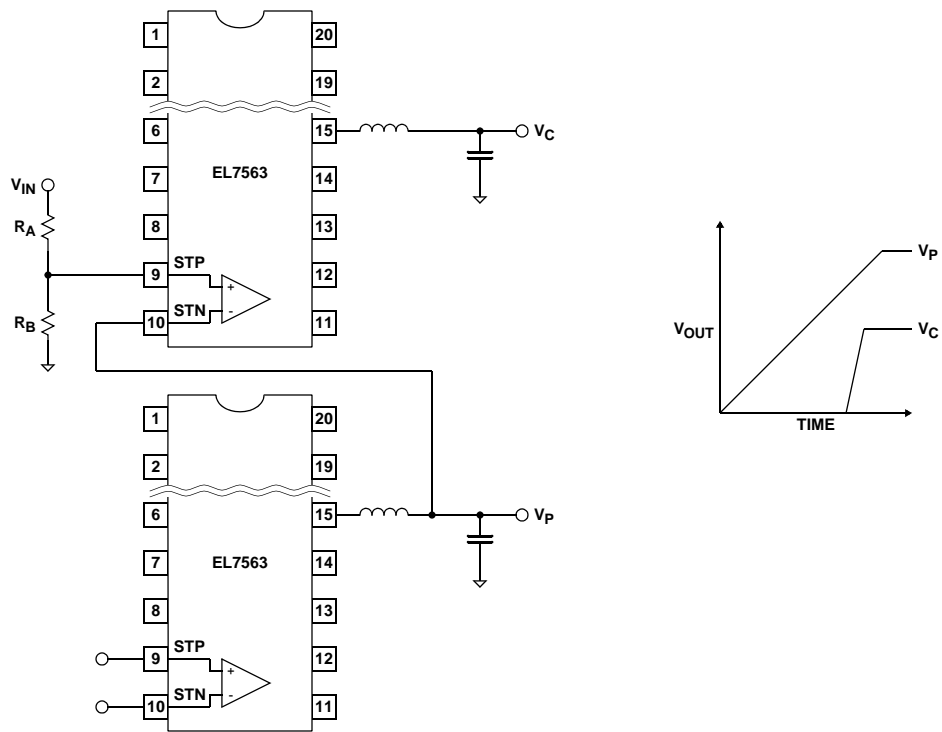 1 20
2 19
6 15 V_C
EL7563
7 14
V_IN
R_A
8 13
9 STP 12
+
R_B
10 STN - 11
V_P
V_OUT
V_C
TIME
1 20
2 19
6 15 V_P
EL7563
7 14
8 13
9 STP 12
+
10 STN - 11